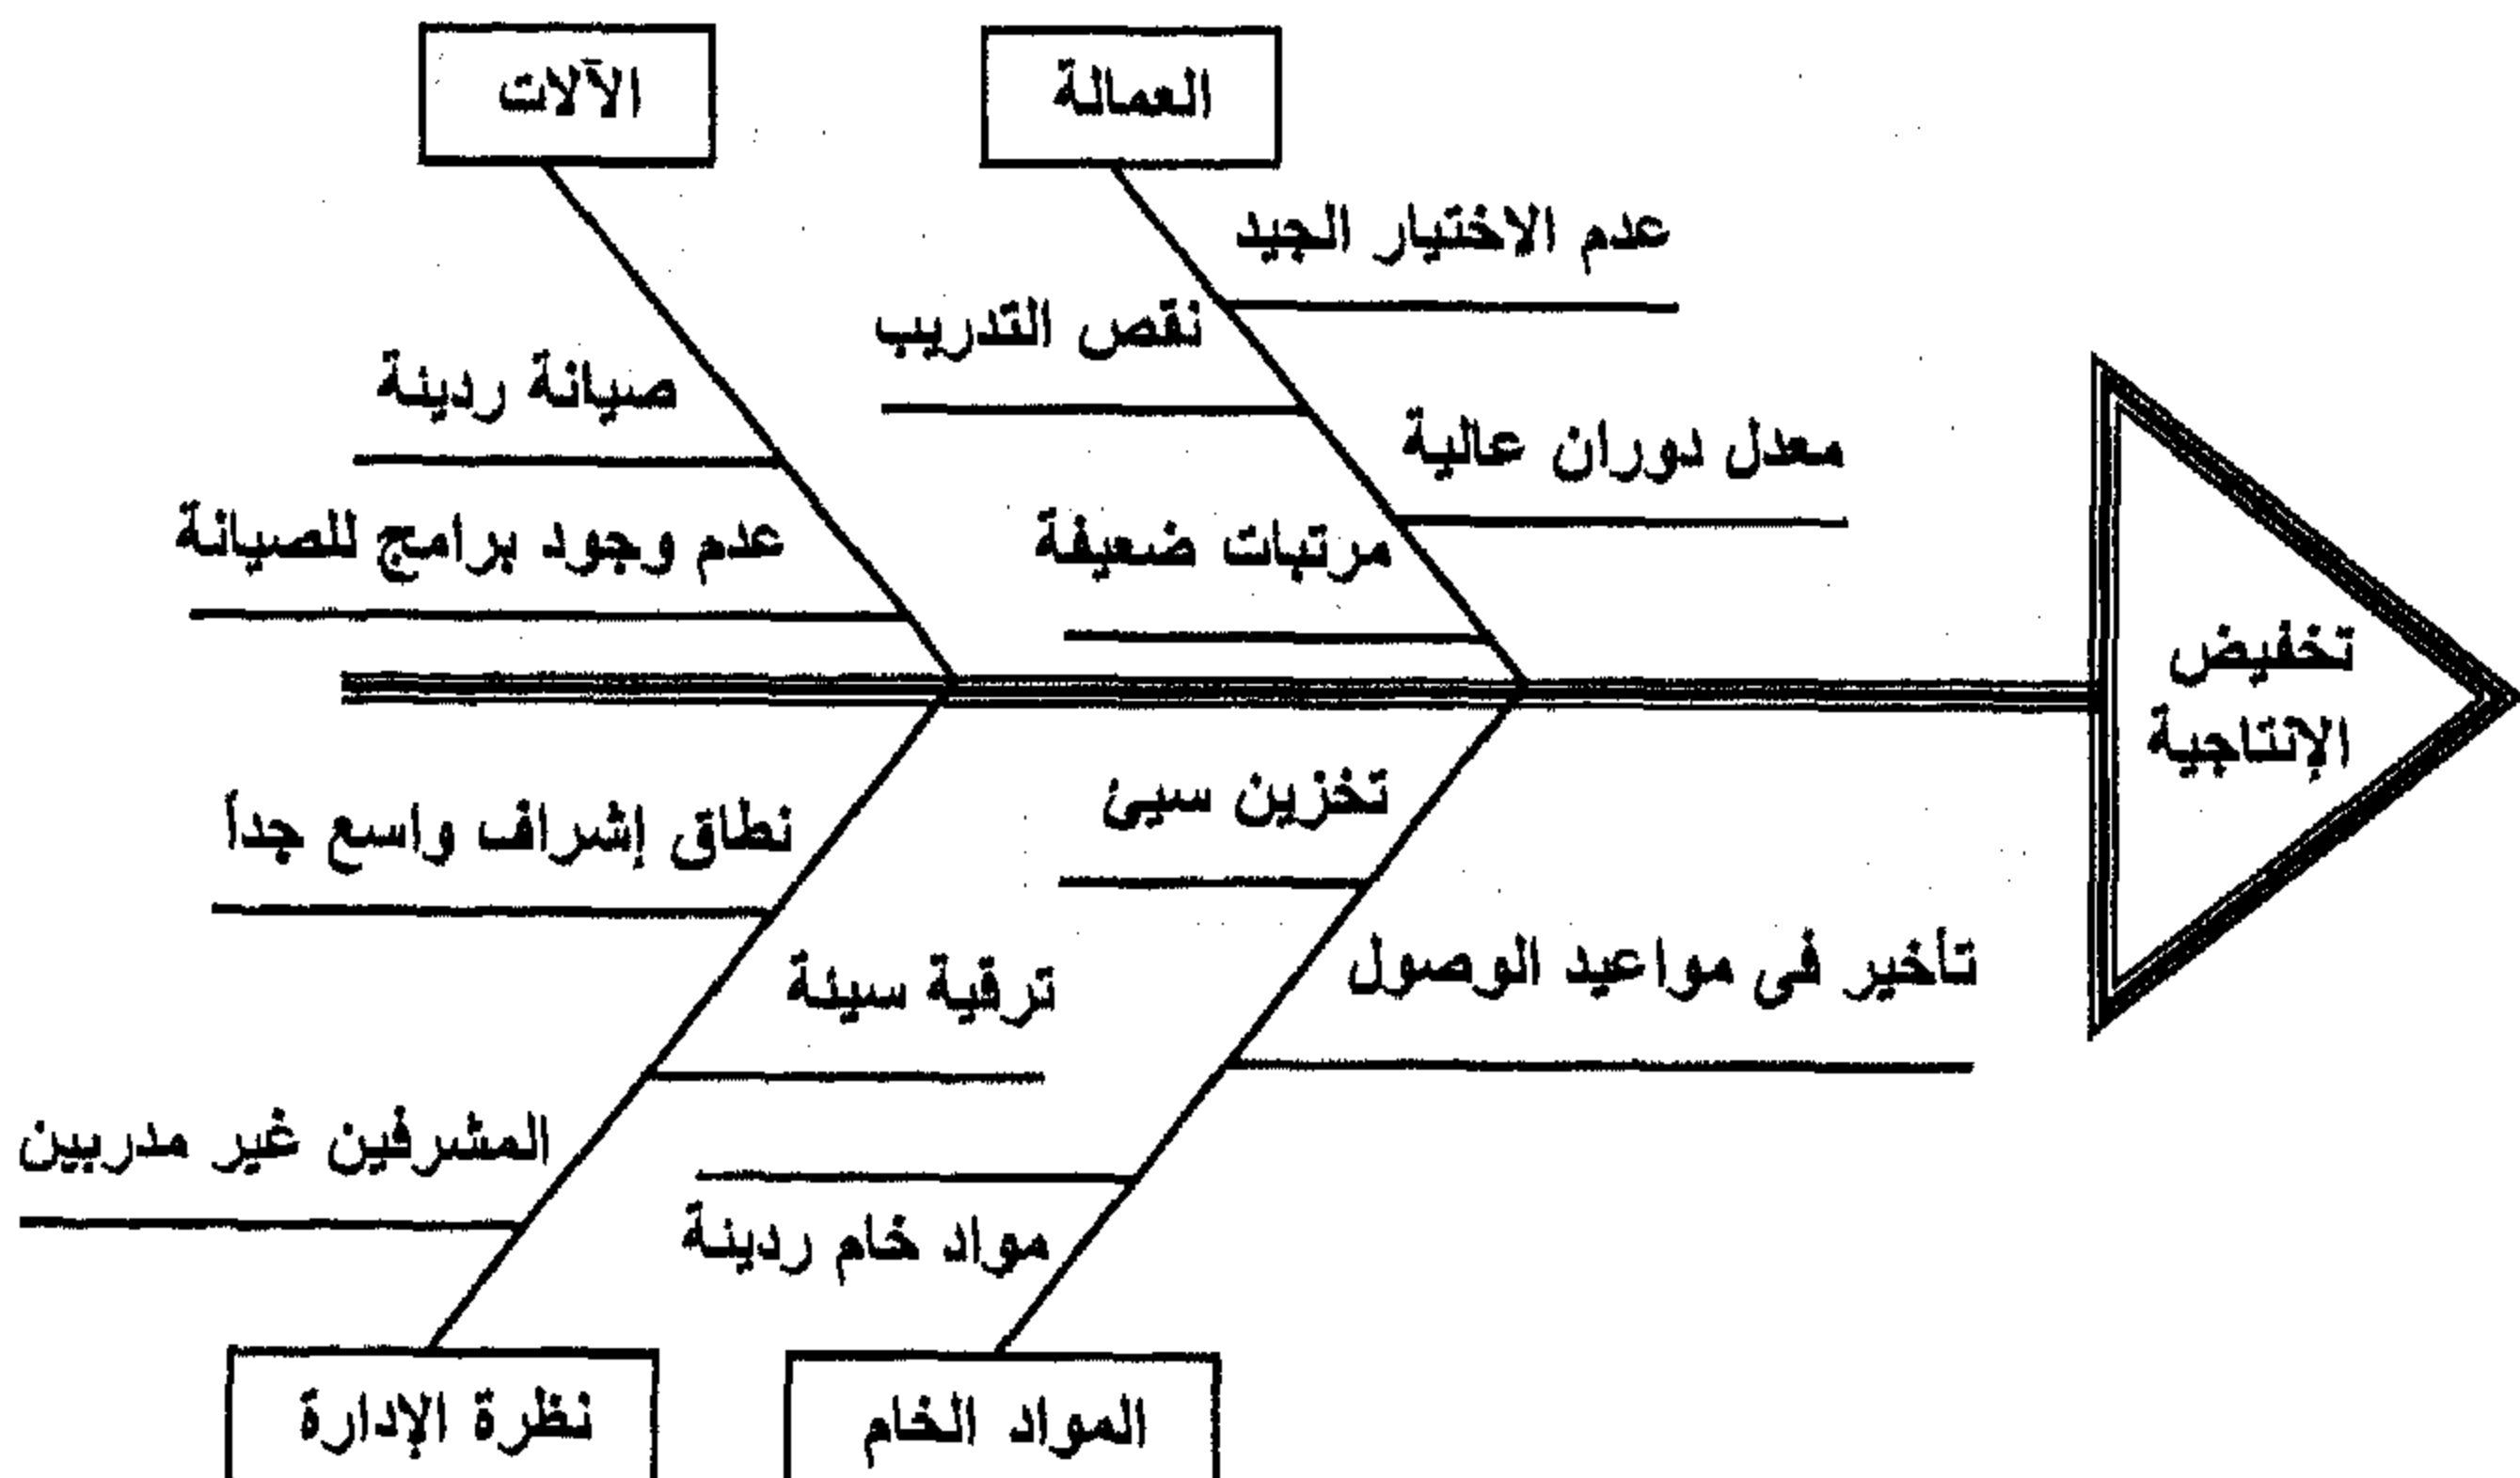 العمالة
الآلات
عدم الاختيار الجيد
نقص التدريب
معدل دوران عالية
مرتبات ضعيفة
صيانة رديئة
عدم وجود برامج للصيانة
تخفيض
الإنتاجية
تخزين سيئ
تأخير فى مواعيد الوصول
مواد خام رديئة
نطاق إشراف واسع جداً
ترقية سيئة
المشرفين غير مدربين
المواد الخام
نظرة الإدارة